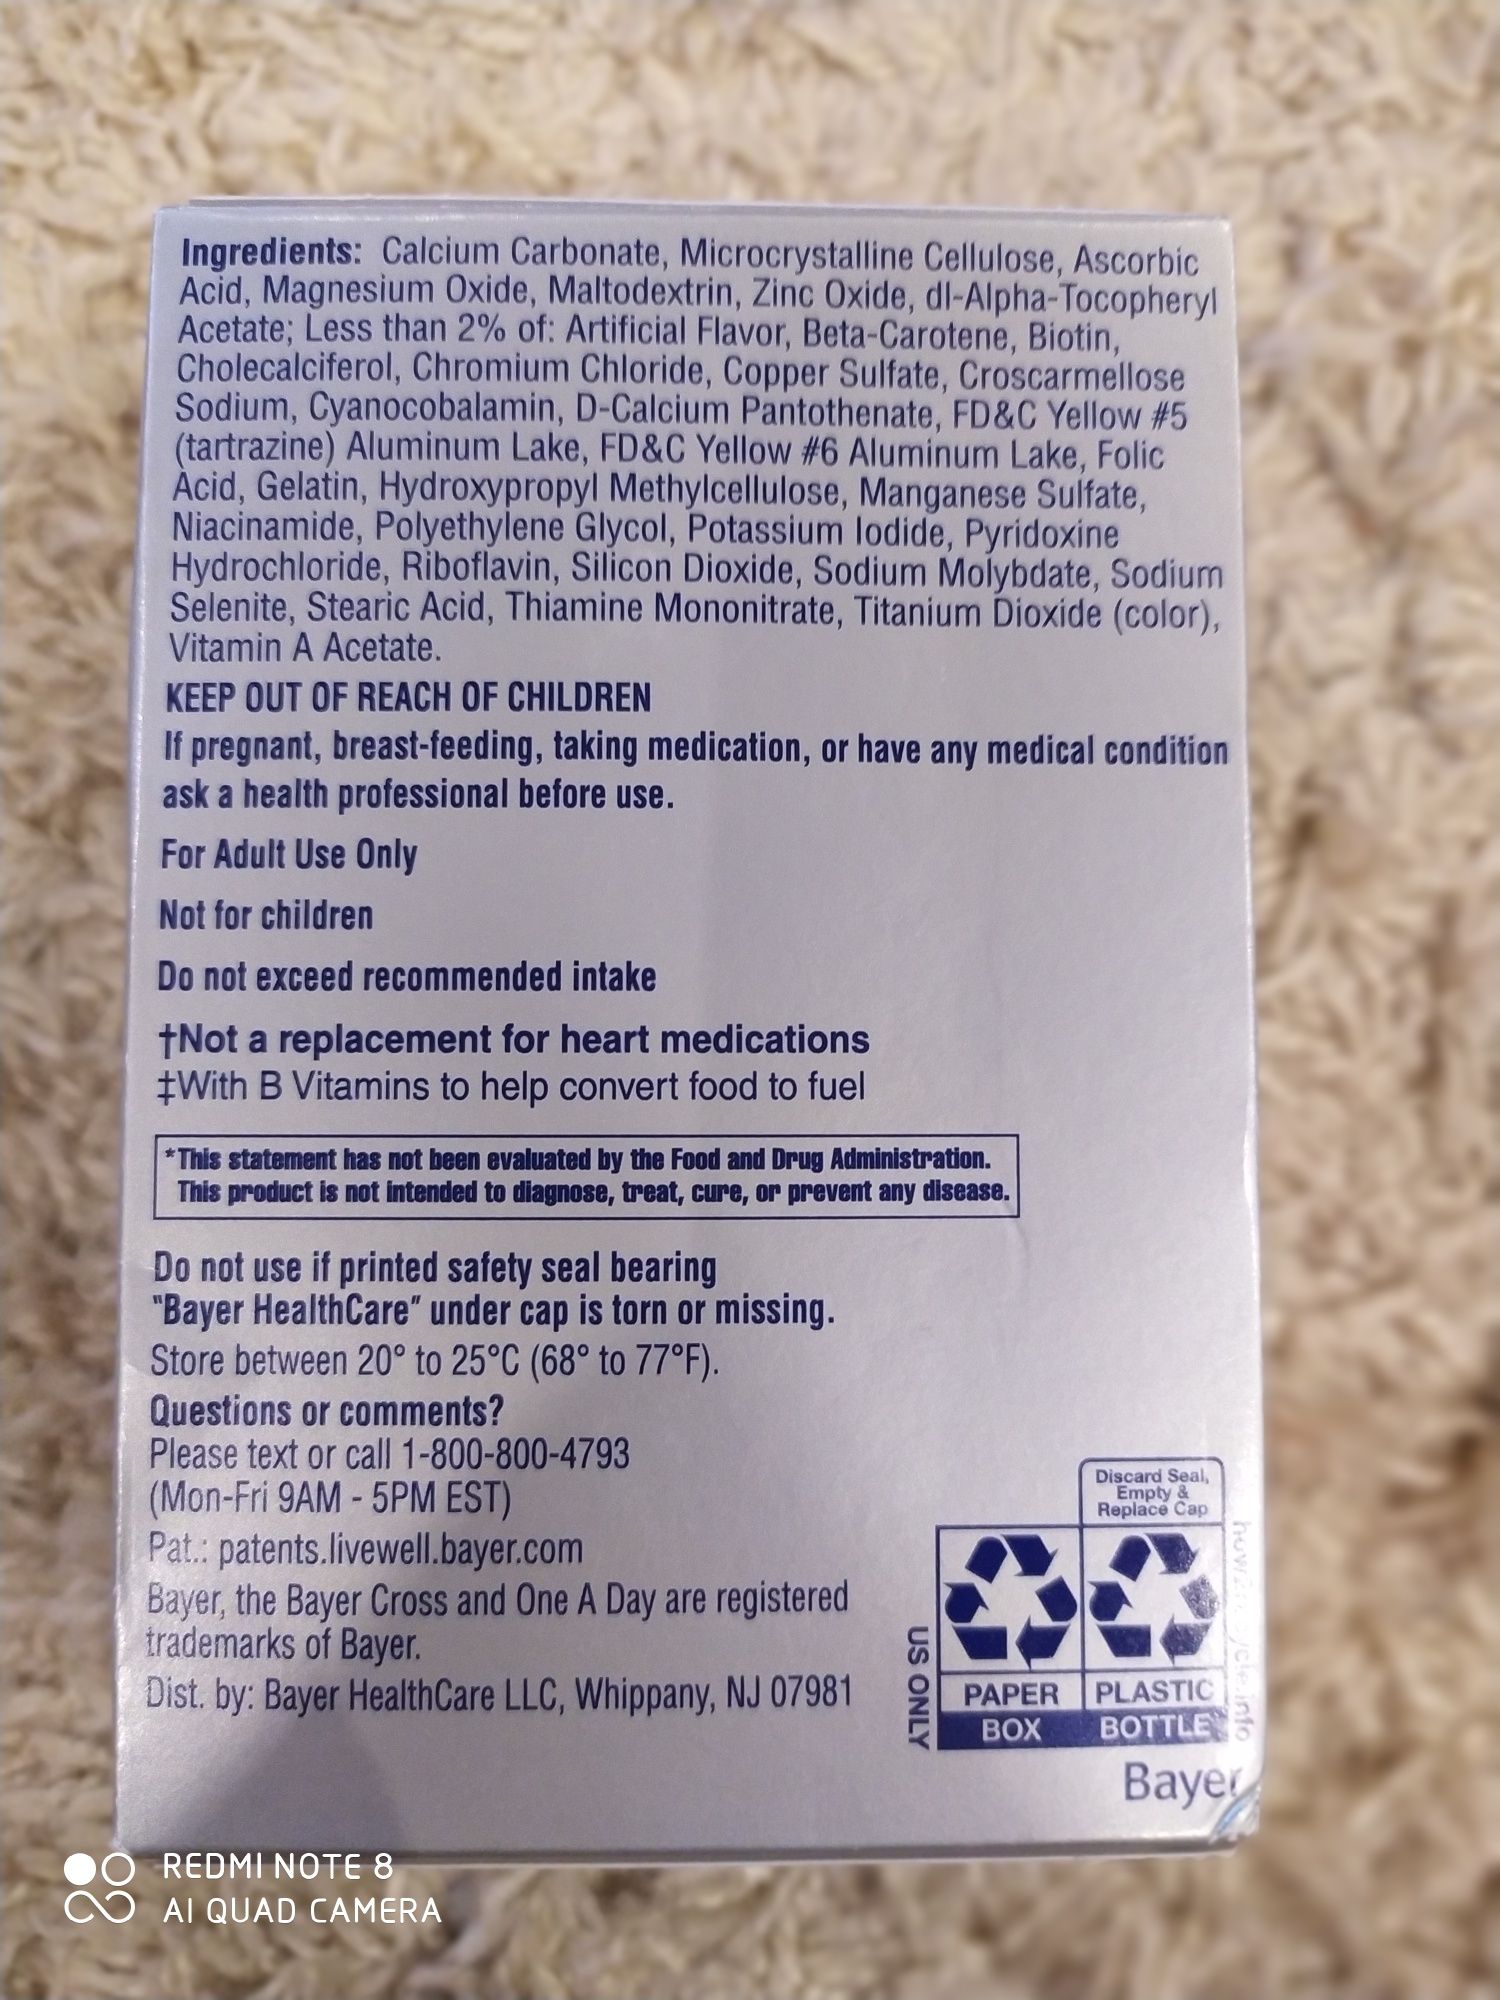 Ingredients: Calcium Carbonate, Microcrystalline Cellulose, Ascorbic
Acid, Magnesium Oxide, Maltodextrin, Zinc Oxide, dl-Alpha-Tocopheryl
Acetate; Less than 2% of: Artificial Flavor, Beta-Carotene, Biotin,
Cholecalciferol, Chromium Chloride, Copper Sulfate, Croscarmellose
Sodium, Cyanocobalamin, D-Calcium Pantothenate, FD&C Yellow #5
(tartrazine) Aluminum Lake, FD&C Yellow #6 Aluminum Lake, Folic
Acid, Gelatin, Hydroxypropyl Methylcellulose, Manganese Sulfate,
Niacinamide, Polyethylene Glycol, Potassium Iodide, Pyridoxine
Hydrochloride, Riboflavin, Silicon Dioxide, Sodium Molybdate, Sodium
Selenite, Stearic Acid, Thiamine Mononitrate, Titanium Dioxide (color),
Vitamin A Acetate.
KEEP OUT OF REACH OF CHILDREN
If pregnant, breast-feeding, taking medication, or have any medical condition
ask a health professional before use.
For Adult Use Only
Not for children
Do not exceed recommended intake
†Not a replacement for heart medications
‡With B Vitamins to help convert food to fuel
*This statement has not been evaluated by the Food and Drug Administration.
This product is not intended to diagnose, treat, cure, or prevent any disease.
Do not use if printed safety seal bearing
"Bayer HealthCare" under cap is torn or missing.
Store between 20° to 25°C (68° to 77°F).
Questions or comments?
Please text or call 1-800-800-4793
(Mon-Fri 9AM - 5PM EST)
Pat.: patents.livewell.bayer.com
Bayer, the Bayer Cross and One A Day are registered
trademarks of Bayer.
Dist. by: Bayer HealthCare LLC, Whippany, NJ 07981
Discard Seal,
Empty &
Replace Cap
US ONLY
PAPER
PLASTIC
BOX
BOTTLE
Bayer
REDMI NOTE 8
AI QUAD CAMERA